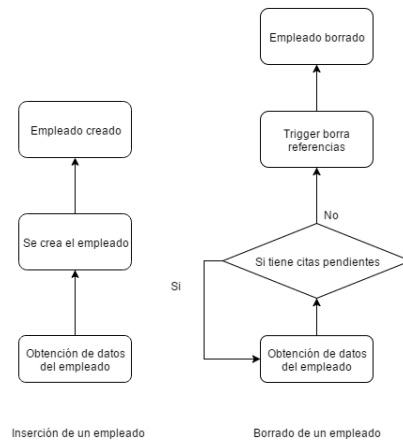 Empleado borrado
Empleado creado
Trigger borra
referencias
No
Se crea el empleado
Si tiene citas pendientes
Si
Obtención de datos
del empleado
Obtención de datos
del empleado
Inserción de un empleado
Borrado de un empleado